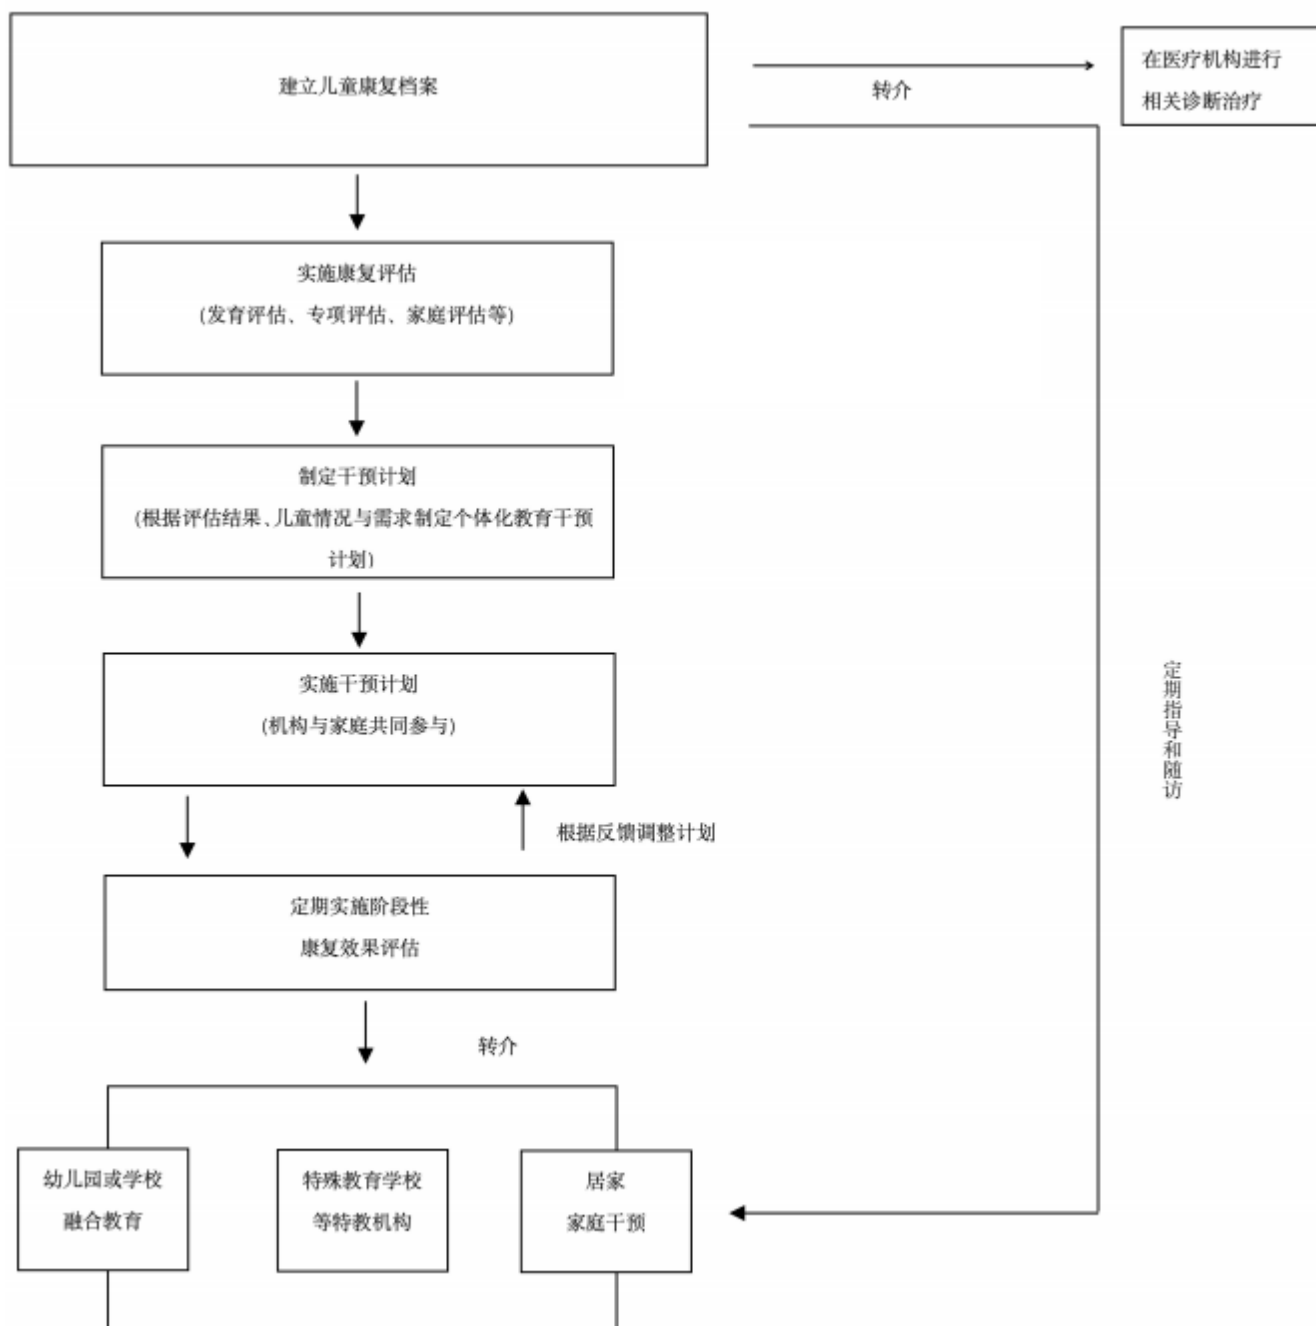 建立儿童康复档案
转介
在医疗机构进行
相关诊断治疗
实施康复评估
(发育评估、专项评估、家庭评估等)
制定干预计划
(根据评估结果、儿童情况与需求制定个体化教育干预
计划)
实施干预计划
(机构与家庭共同参与)
定期指导和随访
根据反馈调整计划
定期实施阶段性
康复效果评估
转介
幼儿园或学校
融合教育
特殊教育学校
等特教机构
居家
家庭干预